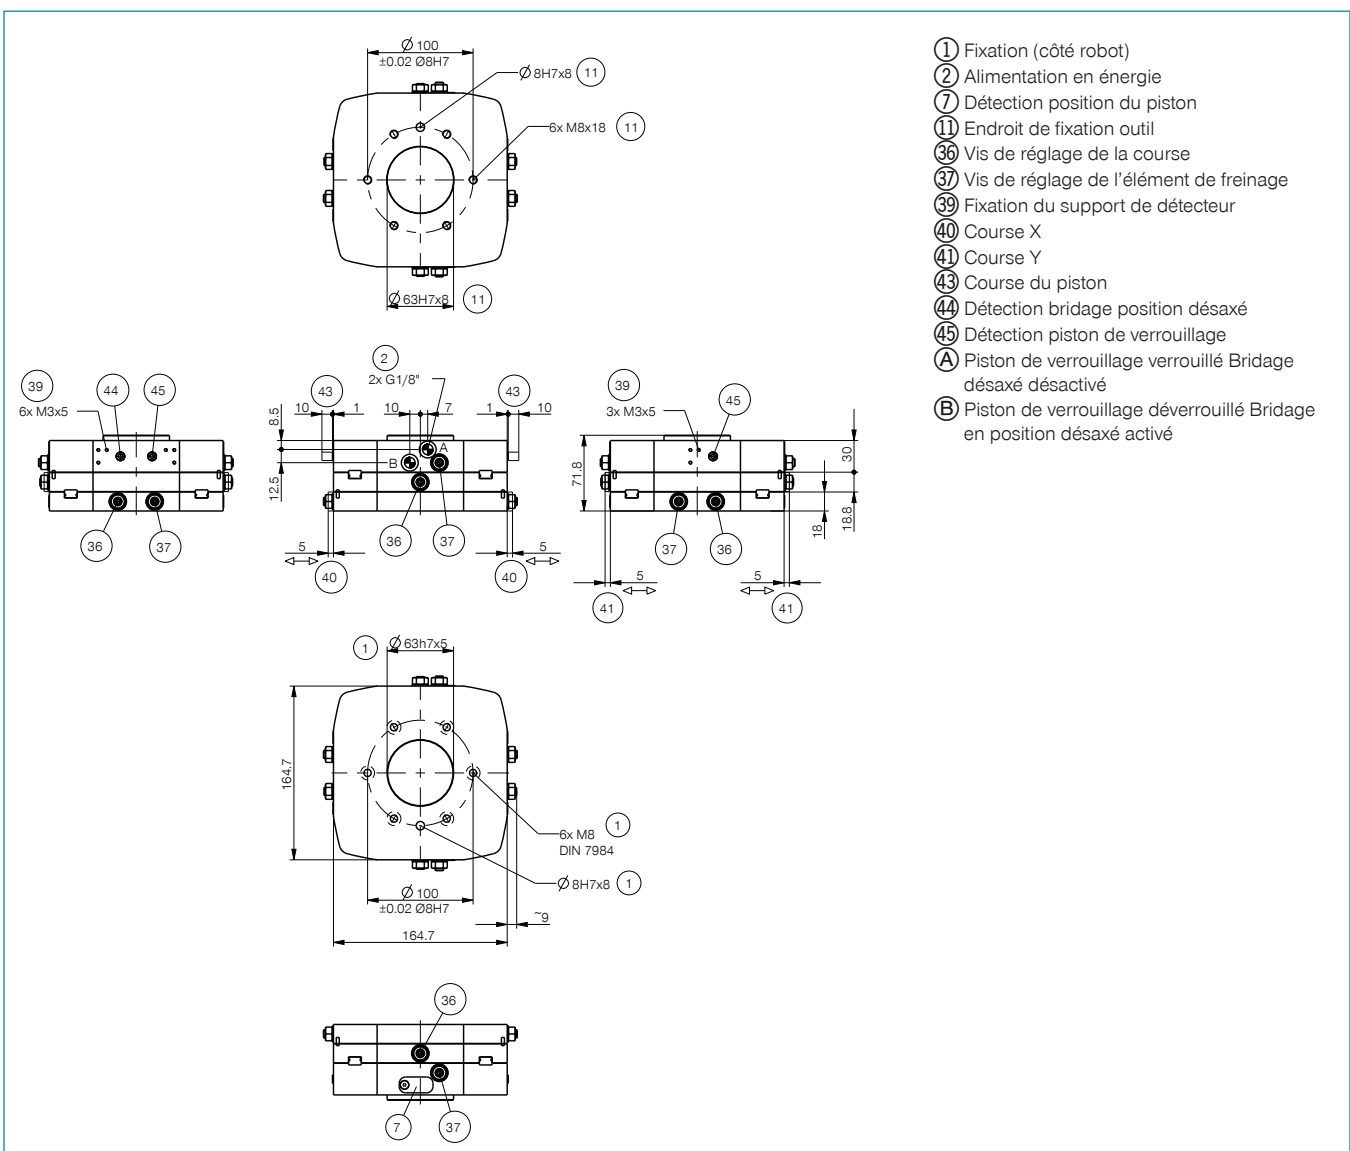 Ø 100
±0.02 Ø8H7
Ø 8H7x8 11
6x M8x18 11
Ø 63H7x8 11
1 Fixation (côté robot)
2 Alimentation en énergie
7 Détection position du piston
11 Endroit de fixation outil
36 Vis de réglage de la course
37 Vis de réglage de l’élément de freinage
39 Fixation du support de détecteur
40 Course X
41 Course Y
43 Course du piston
44 Détection bridage position désaxé
45 Détection piston de verrouillage
A Piston de verrouillage verrouillé Bridage
désaxé désactivé
B Piston de verrouillage déverrouillé Bridage
en position désaxé activé
39
6x M3x5
44
45
36
37
2
2x G1/8"
43
10
1
10
7
43
1
10
8.5
12.5
A
B
36
37
5
40
5
40
39
3x M3x5
45
71.8
30
18.8
18
37
36
5
41
5
41
1
Ø 63h7x5
164.7
6x M8 1
DIN 7984
Ø 8H7x8 1
Ø 100
±0.02 Ø8H7
~9
164.7
36
7
37